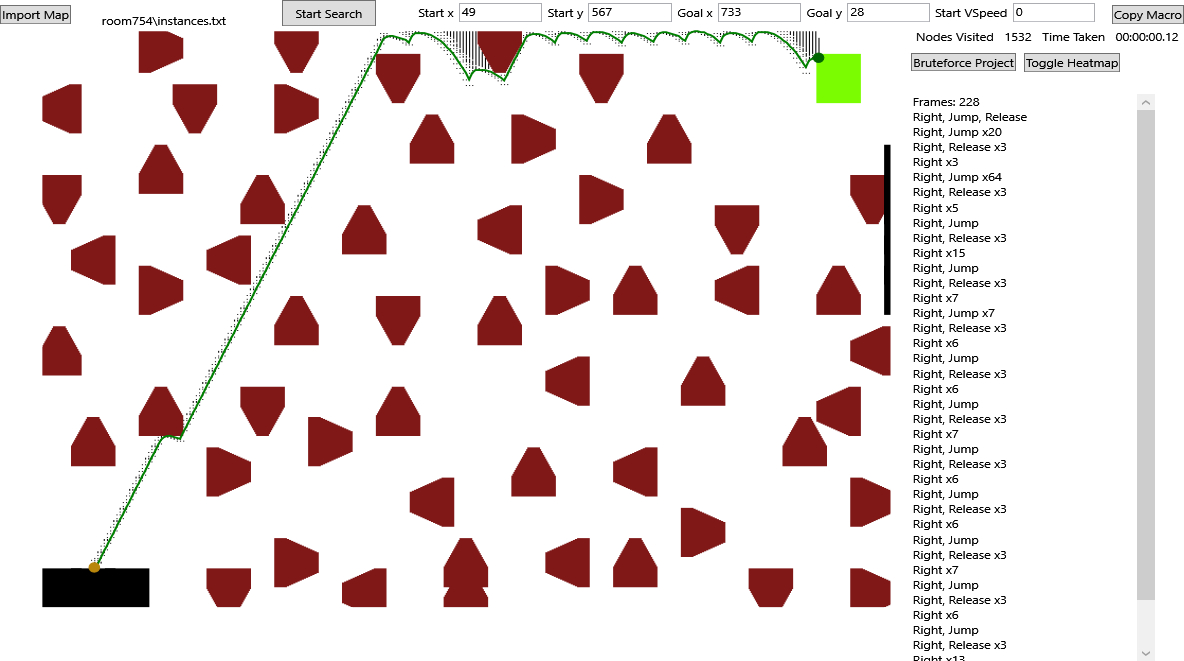 Import Map
room754\instances.txt
Start Search
Start x 49 Start y 567 Goal x 733 Goal y 28 Start VSpeed 0
Copy Macro
Nodes Visited 1532 Time Taken 00:00:00.12
Bruteforce Project Toggle Heatmap
Frames: 228
Right, Jump, Release
Right, Jump x20
Right, Release x3
Right x3
Right, Jump x64
Right, Release x3
Right x5
Right, Jump
Right, Release x3
Right x15
Right, Jump
Right, Release x3
Right x7
Right, Jump x7
Right, Release x3
Right x6
Right, Jump
Right, Release x3
Right x6
Right, Jump
Right, Release x3
Right x7
Right, Jump
Right, Release x3
Right x6
Right, Jump
Right, Release x3
Right x6
Right, Jump
Right, Release x3
Right x7
Right, Jump
Right, Release x3
Right x6
Right, Jump
Right, Release x3
Right x13